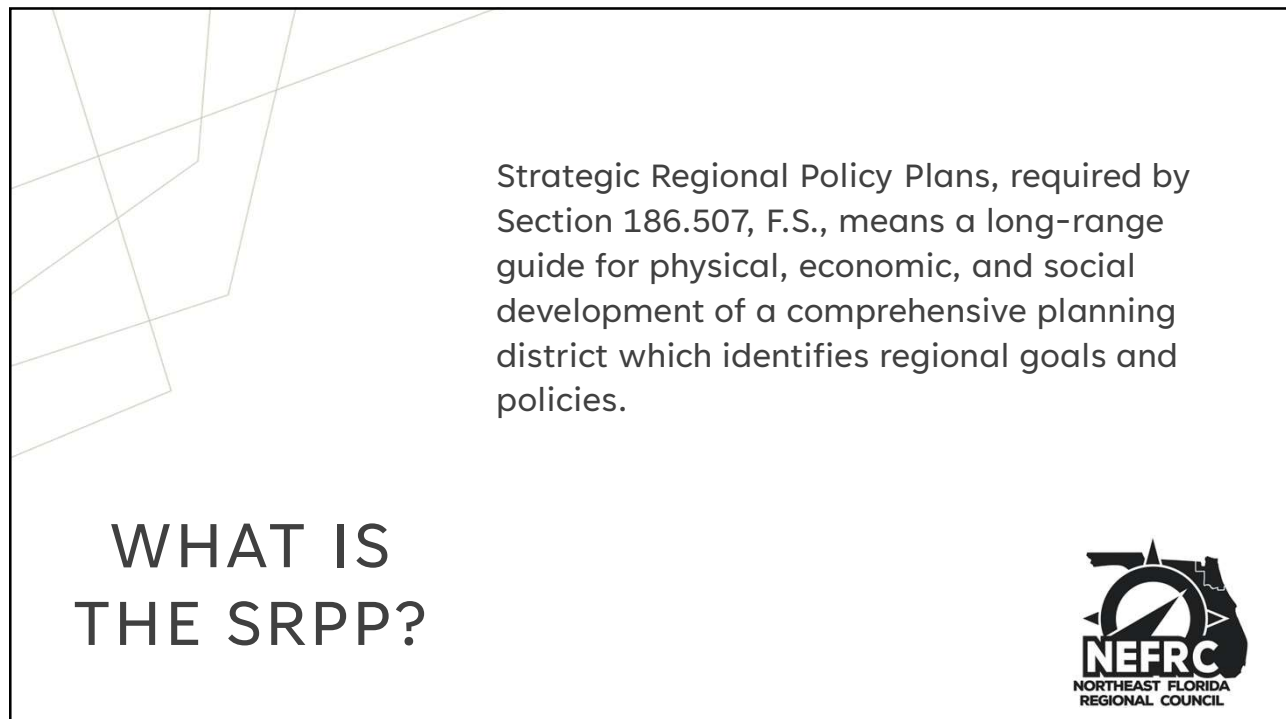 Strategic Regional Policy Plans, required by
Section 186.507, F.S., means a long-range
guide for physical, economic, and social
development of a comprehensive planning
district which identifies regional goals and
policies.
WHAT IS
THE SRPP?
NEFRC
NORTHEAST FLORIDA
REGIONAL COUNCIL